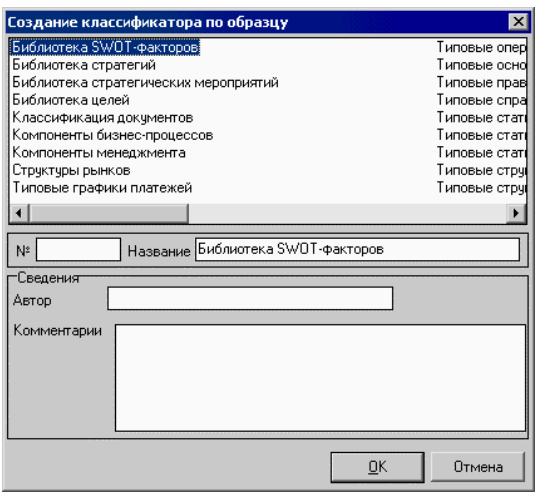 Создание классификатора по образцу
Библиотека SWOT-факторов Типовые опер
Библиотека стратегий Типовые осно
Библиотека стратегических мероприятий Типовые прав
Библиотека целей Типовые спра
Классификация документов Типовые стат
Компоненты бизнес-процессов Типовые стат
Компоненты менеджмента Типовые стат
Структуры рынков Типовые стру
Типовые графики платежей Типовые стру
№ Название Библиотека SWOT-факторов
Сведения
Автор
Комментарии
OK Отмена